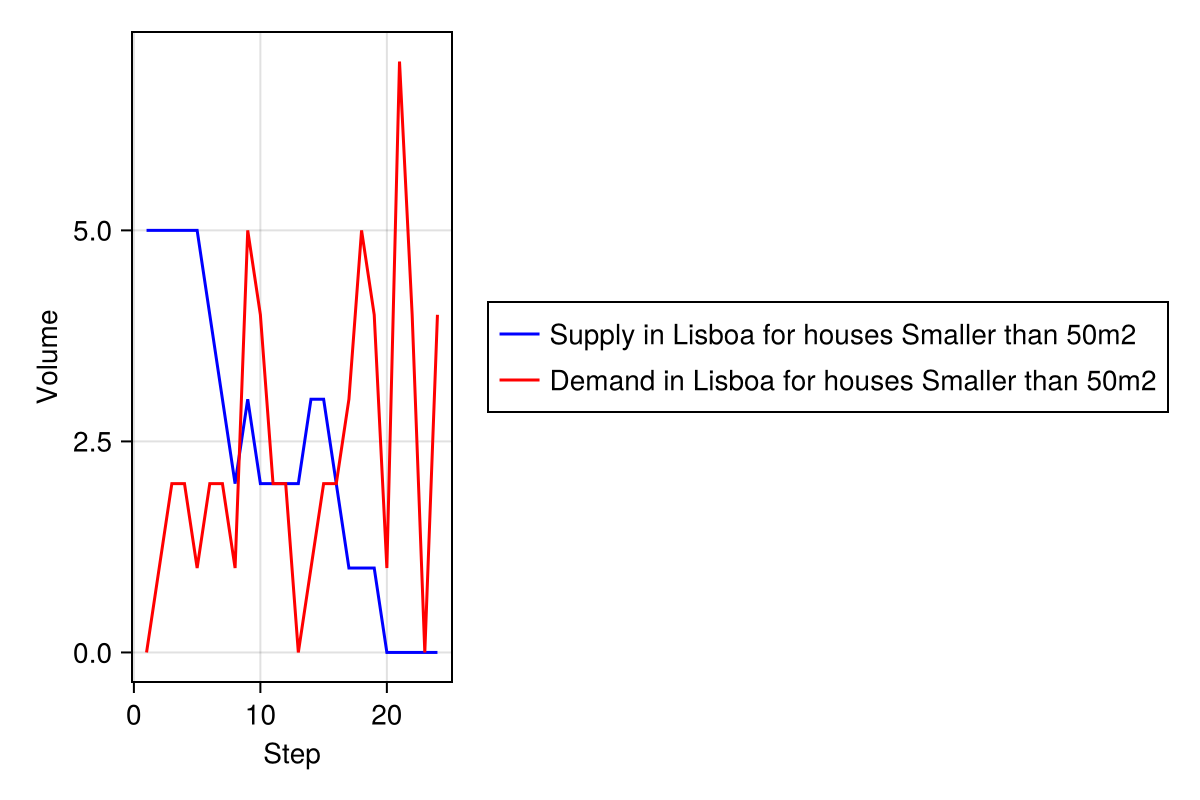 5.0
2.5
0.0
Volume
0
10
20
Step
Supply in Lisboa for houses Smaller than 50m2
Demand in Lisboa for houses Smaller than 50m2